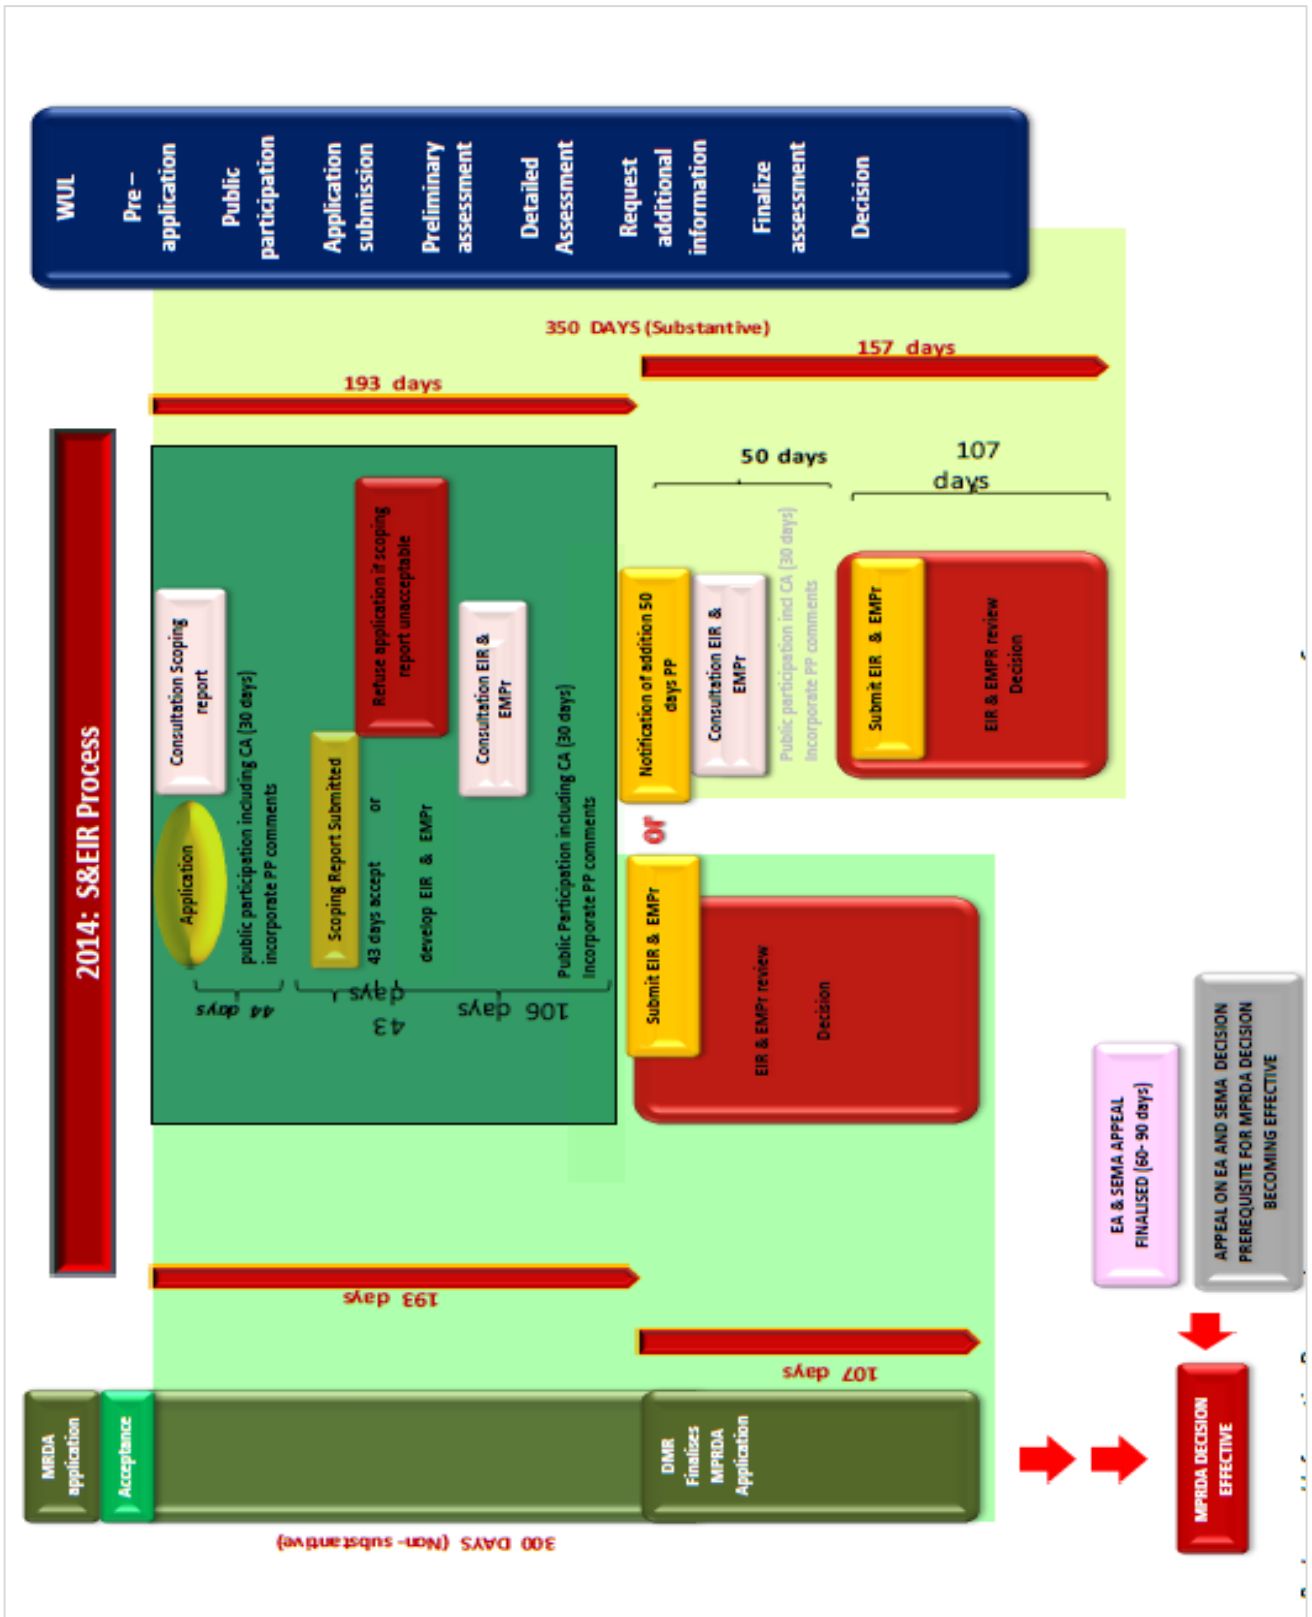 2014: S&EIR Process
MRDA
application
Acceptance
300 DAYS (Non-substantive)
DMR
Finalises
MPRDA
Application
193 days
107 days
Application
Consultation Scoping
report
44 days
public participation including CA (30 days)
incorporate PP comments
Scoping Report Submitted
43 days accept or
Refuse application if scoping
report unacceptable
43
days
develop EIR & EMPr
Consultation EIR &
EMPr
106 days
Public Participation including CA (30 days)
Incorporate PP comments
Submit EIR & EMPr
EIR & EMPr review
Decision
or
Notification of addition 50
days PP
Consultation EIR &
EMPr
Public participation incl CA (30 days)
Incorporate PP comments
Submit EIR & EMPr
EIR & EMPR review
Decision
50 days
107
days
193 days
350 DAYS (Substantive)
157 days
WUL
Pre –
application
Public
participation
Application
submission
Preliminary
assessment
Detailed
Assessment
Request
additional
information
Finalize
assessment
Decision
EA & SEMA APPEAL
FINALISED (60- 90 days)
APPEAL ON EA AND SEMA DECISION
PREREQUISITE FOR MPRDA DECISION
BECOMING EFFECTIVE
MPRDA DECISION
EFFECTIVE